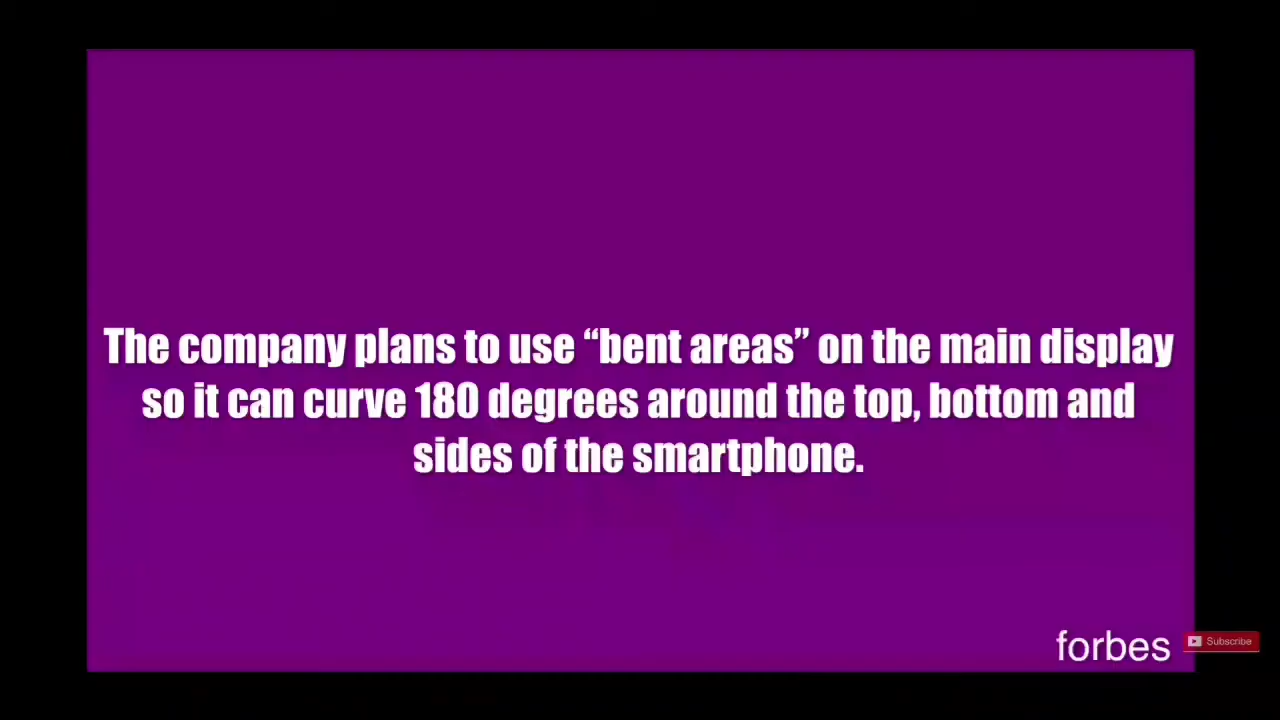 The company plans to use “bent areas” on the main display
so it can curve 180 degrees around the top, bottom and
sides of the smartphone.
forbes
Subscribe